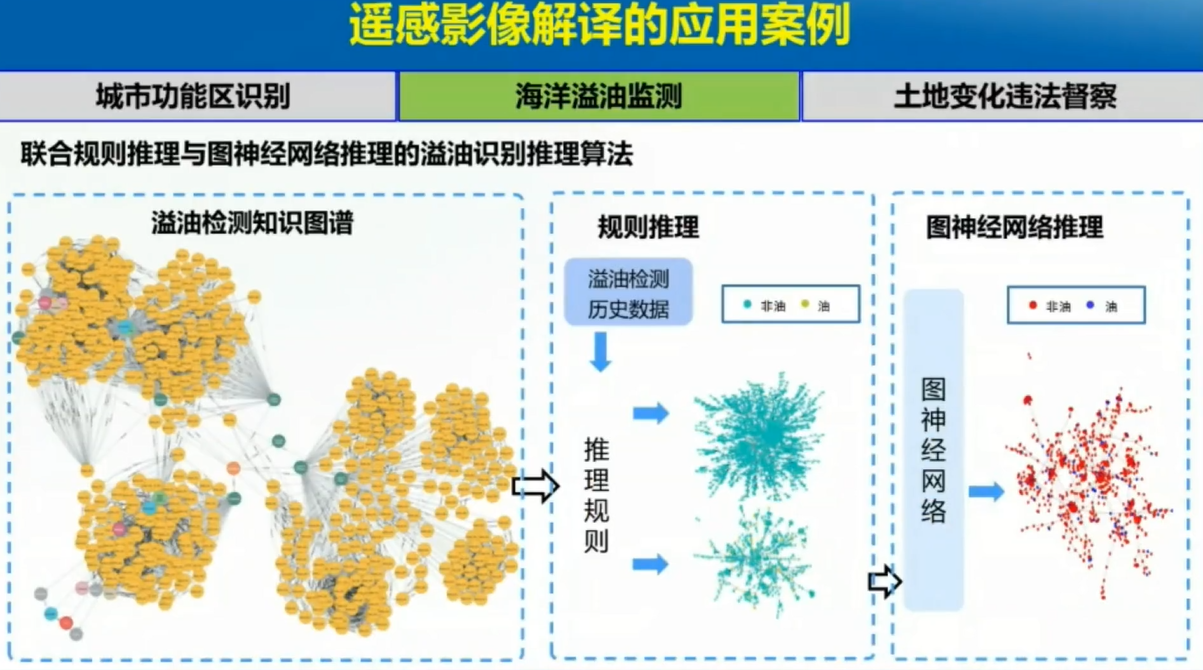 遥感影像解译的应用案例
城市功能区识别
海洋溢油监测
土地变化违法督察
联合规则推理与图神经网络推理的溢油识别推理算法
溢油检测知识图谱
规则推理
溢油检测
历史数据
非油 油
推理规则
图神经网络推理
非油 油
图神经网络